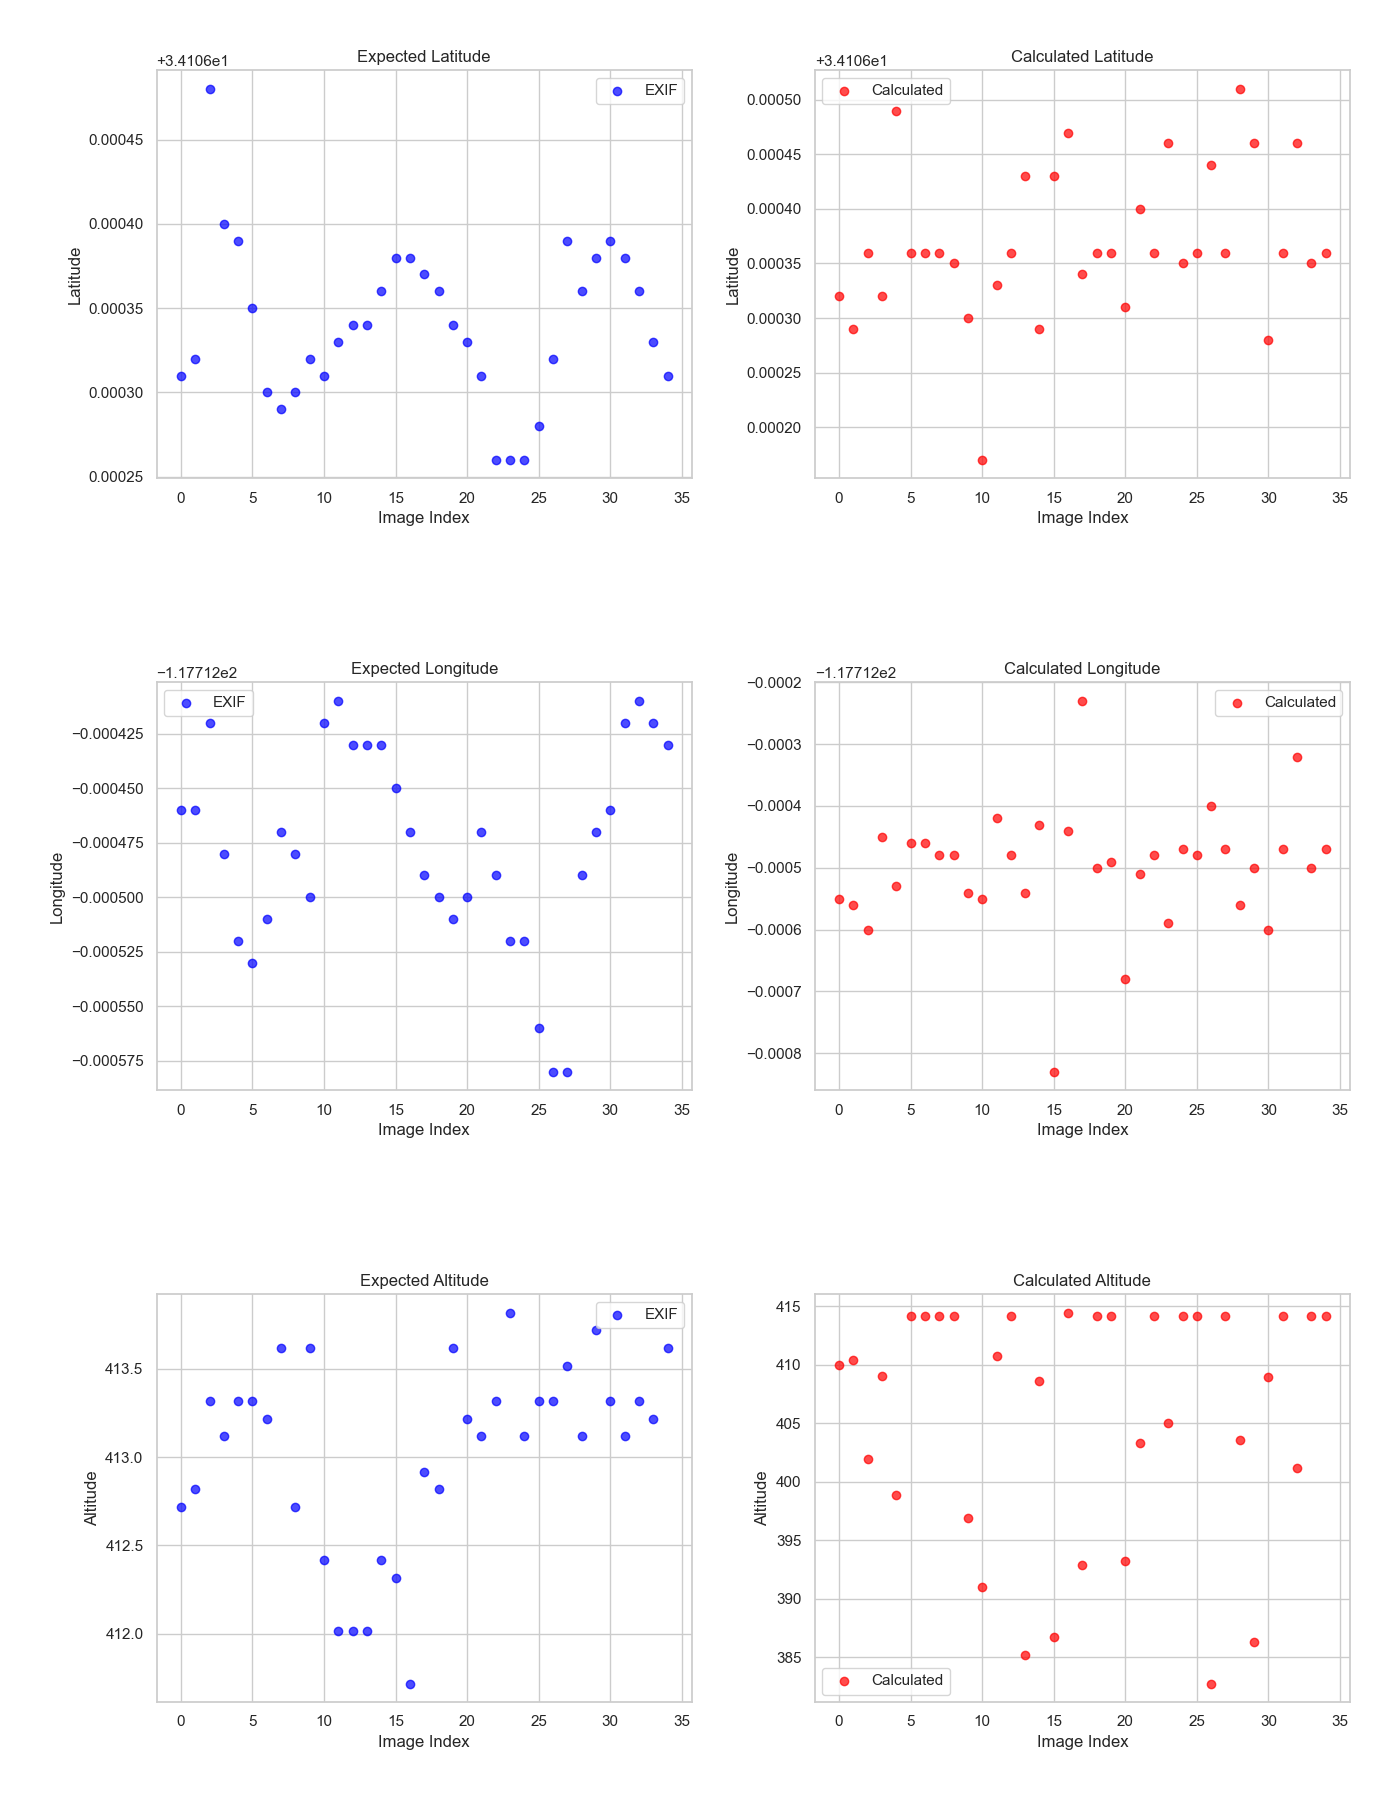 Expected Latitude
+3.4106e1
EXIF
0.00045
0.00040
0.00035
0.00030
0.00025
Latitude
0 5 10 15 20 25 30 35
Image Index
Calculated Latitude
+3.4106e1
Calculated
0.00050
0.00045
0.00040
0.00035
0.00030
0.00025
0.00020
Latitude
0 5 10 15 20 25 30 35
Image Index
Expected Longitude
−1.17712e2
EXIF
−0.000425
−0.000450
−0.000475
−0.000500
−0.000525
−0.000550
−0.000575
Longitude
0 5 10 15 20 25 30 35
Image Index
Calculated Longitude
−1.17712e2
Calculated
−0.0002
−0.0003
−0.0004
−0.0005
−0.0006
−0.0007
−0.0008
Longitude
0 5 10 15 20 25 30 35
Image Index
Expected Altitude
EXIF
413.5
413.0
412.5
412.0
Altitude
0 5 10 15 20 25 30 35
Image Index
Calculated Altitude
415
410
405
400
395
390
385
Altitude
Calculated
0 5 10 15 20 25 30 35
Image Index